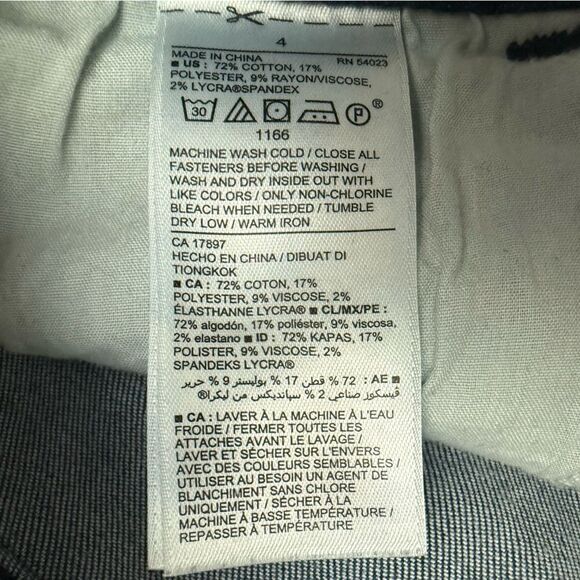 4
MADE IN CHINA RN 54023
■ US : 72% COTTON, 17%
POLYESTER, 9% RAYON/VISCOSE,
2% LYCRA®SPANDEX
30 P ®
1166
MACHINE WASH COLD / CLOSE ALL
FASTENERS BEFORE WASHING /
WASH AND DRY INSIDE OUT WITH
LIKE COLORS / ONLY NON-CHLORINE
BLEACH WHEN NEEDED / TUMBLE
DRY LOW / WARM IRON
CA 17897
HECHO EN CHINA / DIBUAT DI
TIONGKOK
■ CA : 72% COTON, 17%
POLYESTER, 9% VISCOSE, 2%
ÉLASTHANNE LYCRA® ■ CL/MX/PE :
72% algodón, 17% poliéster, 9% viscosa,
2% elastano ■ ID : 72% KAPAS, 17%
POLISTER, 9% VISCOSE, 2%
SPANDEKS LYCRA®
■ AE : 72 % قطن 17 % بوليستر 9 % حرير
ڤيسكوز صناعي 2 % سباندكس من ليكرا®
■ CA : LAVER À LA MACHINE À L'EAU
FROIDE / FERMER TOUTES LES
ATTACHES AVANT LE LAVAGE /
LAVER ET SÉCHER SUR L'ENVERS
AVEC DES COULEURS SEMBLABLES /
UTILISER AU BESOIN UN AGENT DE
BLANCHIMENT SANS CHLORE
UNIQUEMENT / SÉCHER À LA
MACHINE À BASSE TEMPÉRATURE /
REPASSER À TEMPÉRATURE